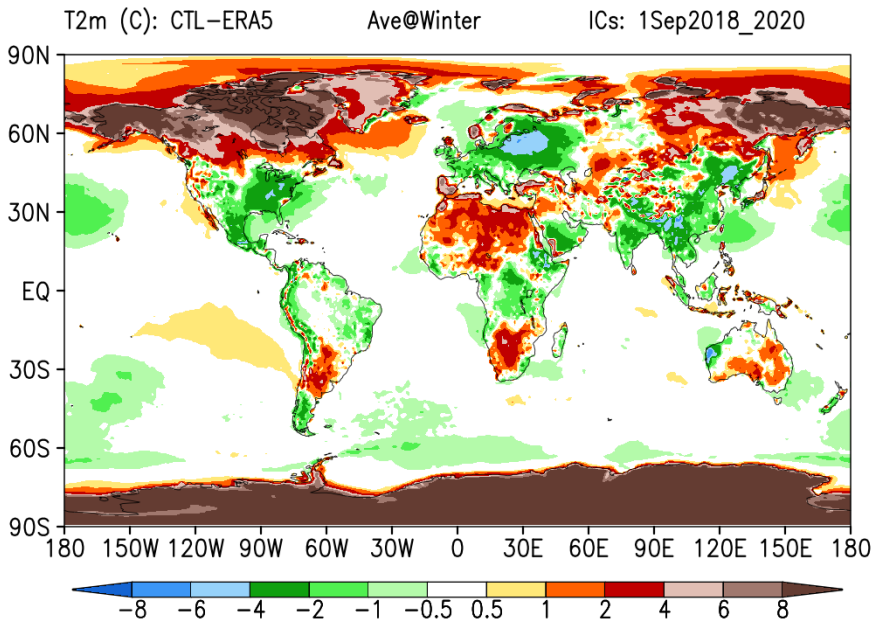 T2m (C): CTL-ERA5 Ave@Winter ICs: 1Sep2018_2020
90N
60N
30N
EQ
30S
60S
90S
180 150W 120W 90W 60W 30W 0 30E 60E 90E 120E 150E 180
-8 -6 -4 -2 -1 -0.5 0.5 1 2 4 6 8